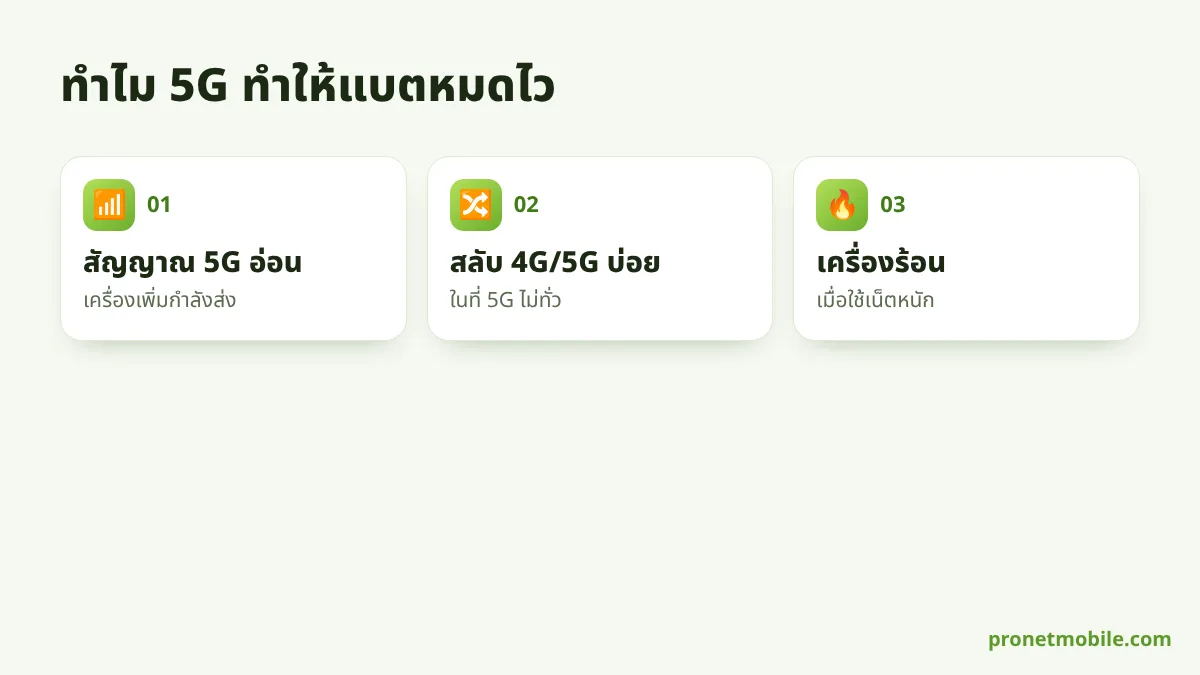 ทำไม 5G ทำให้แบตหมดไว
01
สัญญาณ 5G อ่อน
เครื่องเพิ่มกำลังส่ง
02
สลับ 4G/5G บ่อย
ในที่ 5G ไม่ทั่ว
03
เครื่องร้อน
เมื่อใช้เน็ตหนัก
pronetmobile.com